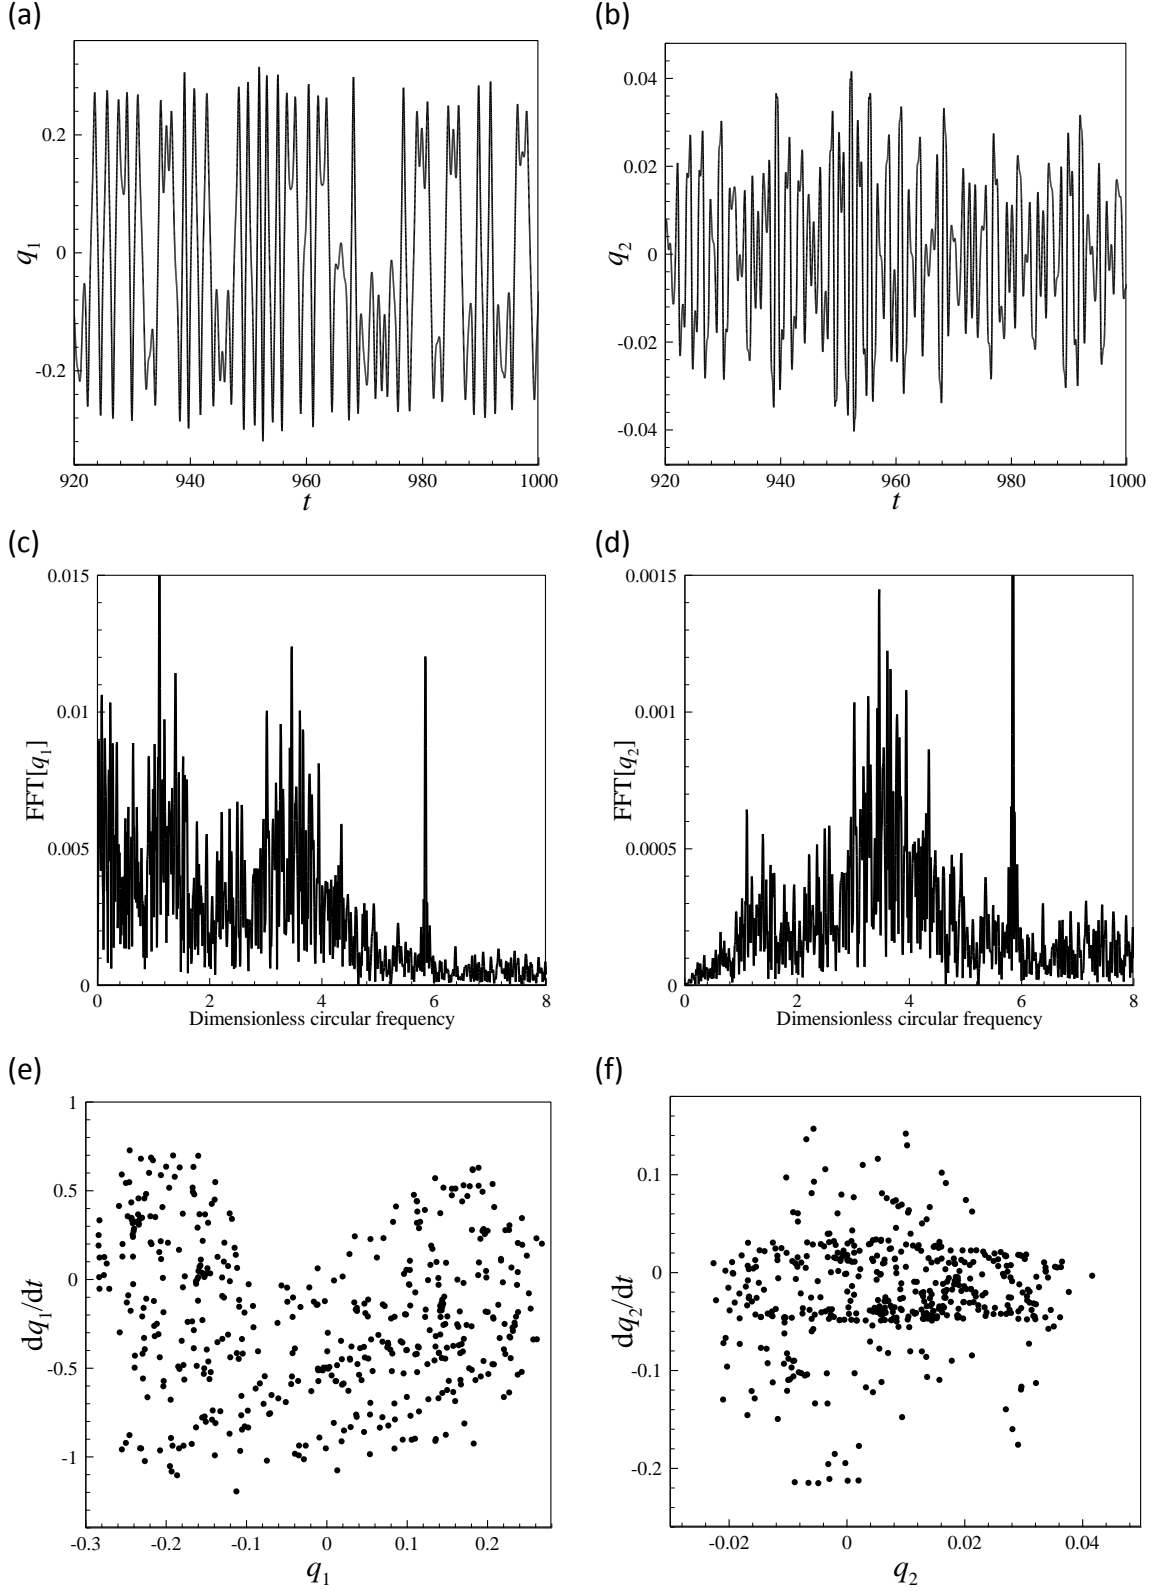 (a)
(b)
0.2
0
-0.2
q1
920 940 960 980 1000
t
0.04
0.02
0
-0.02
-0.04
q2
920 940 960 980 1000
t
(c)
(d)
0.015
0.01
0.005
0
FFT[q1]
0 2 4 6 8
Dimensionless circular frequency
0.0015
0.001
0.0005
0
FFT[q2]
0 2 4 6 8
Dimensionless circular frequency
(e)
(f)
1
0.5
0
-0.5
-1
dq1/dt
-0.3 -0.2 -0.1 0 0.1 0.2
q1
0.1
0
-0.1
-0.2
dq2/dt
-0.02 0 0.02 0.04
q2